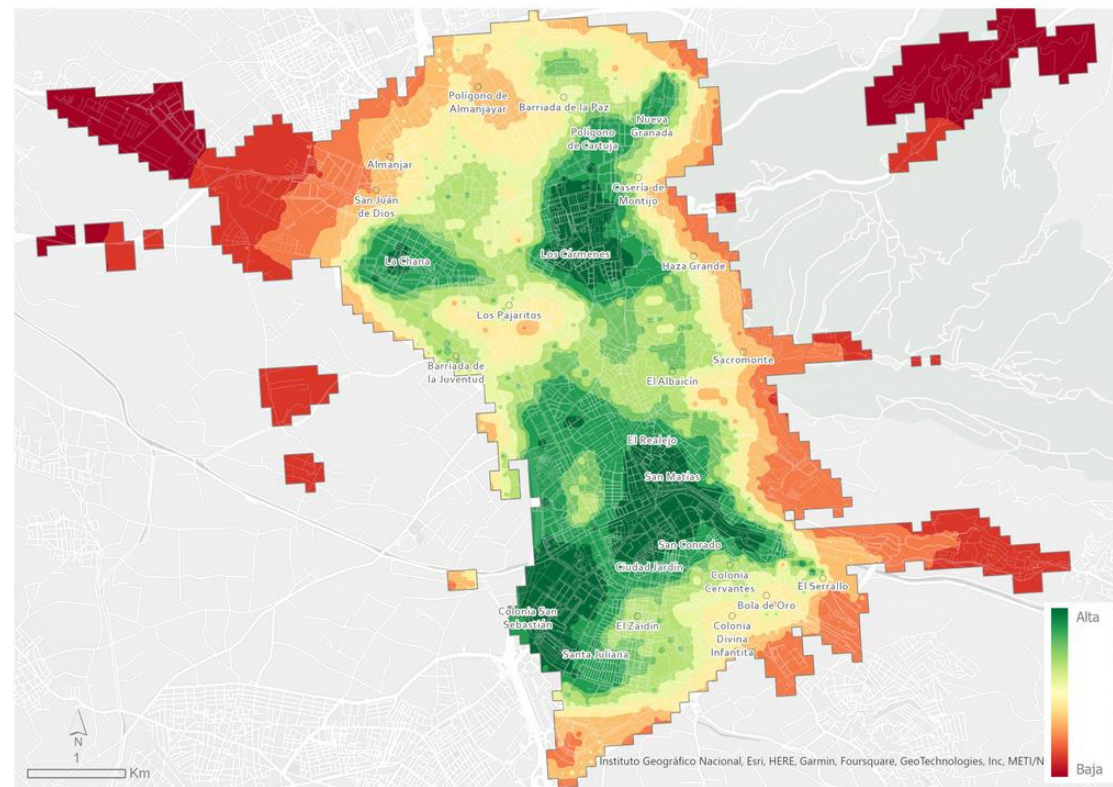 Polígono de
Almanjayar
Barriada de la Paz
Nueva
Granada
Polígono
de Cartuja
Almanjar
Casería de
Montijo
San Juan
de Dios
La Chana
Los Cármenes
Haza Grande
Los Pajaritos
Sacromonte
Barriada de
la Juventud
El Albaicín
El Realejo
San Matías
San Conrado
Ciudad Jardín
Colonia
Cervantes
El Serrallo
Bola de Oro
Colonia San
Sebastián
El Zaidín
Colonia
Divina
Infantita
Santa Juliana
Alta
Baja
N
1
Km
Instituto Geográfico Nacional, Esri, HERE, Garmin, Foursquare, GeoTechnologies, Inc, METI/N